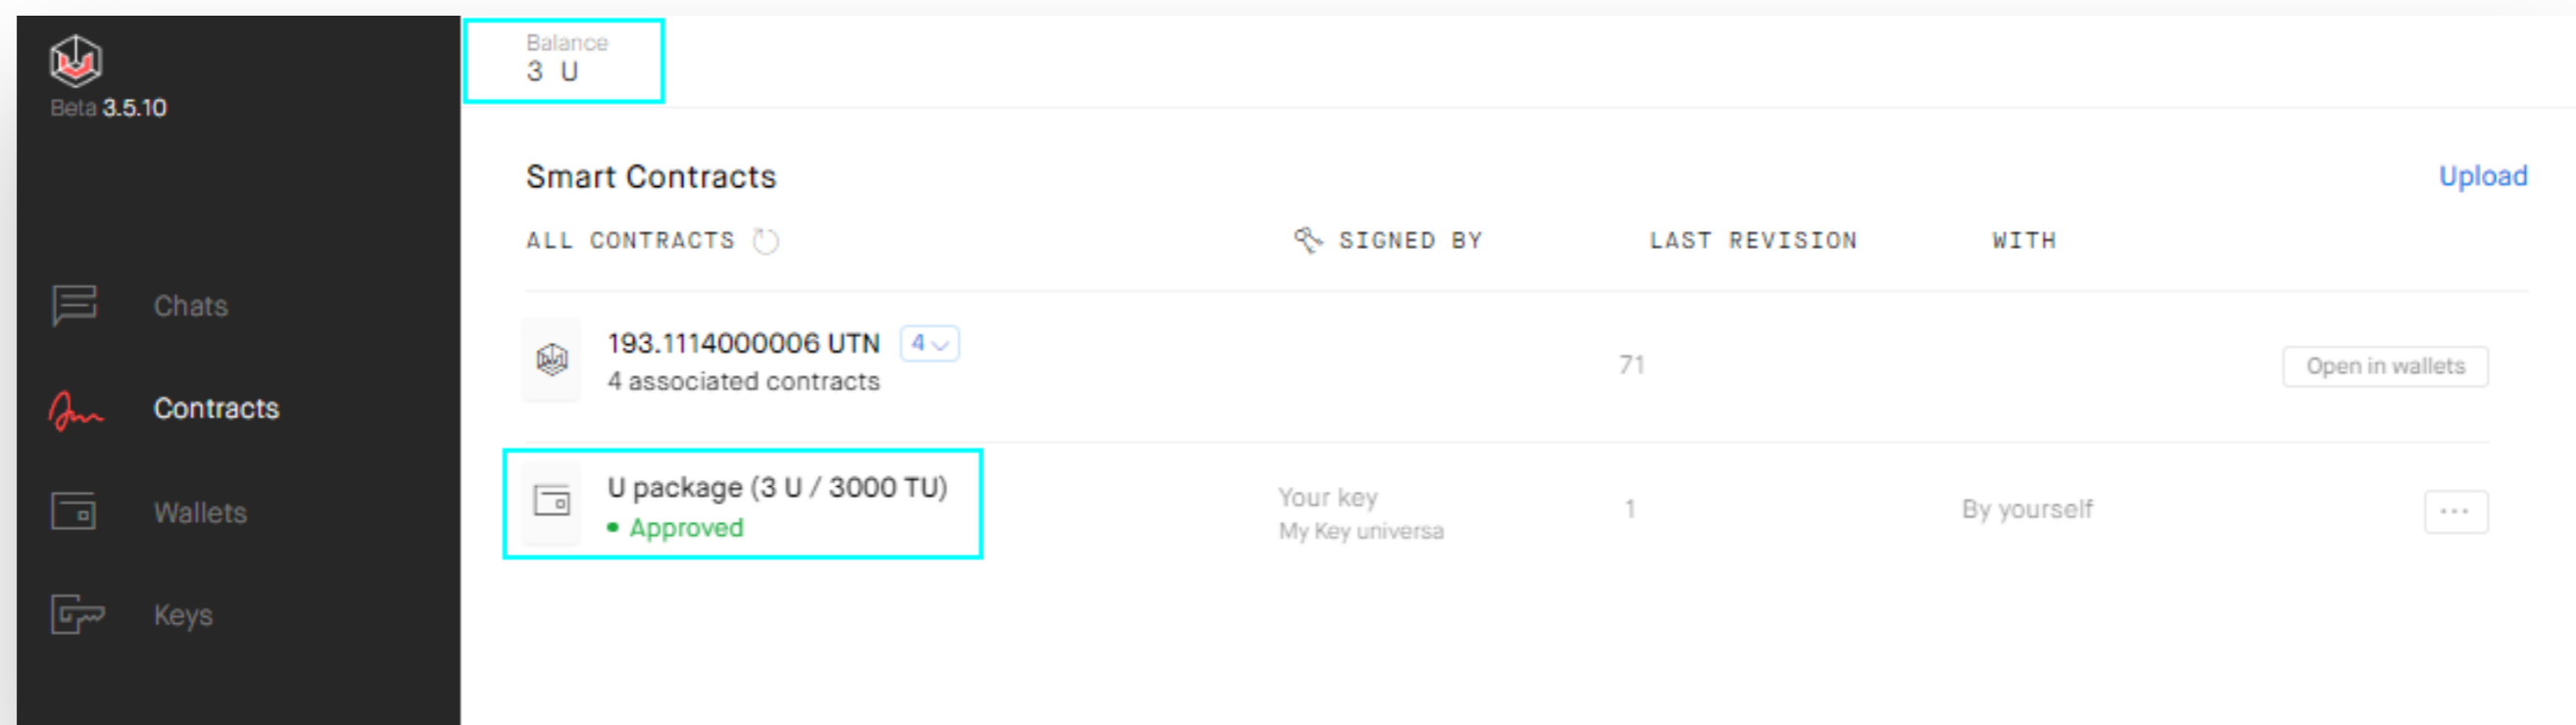 Balance
3 U
Beta 3.5.10
Smart Contracts
Upload
ALL CONTRACTS SIGNED BY LAST REVISION WITH
Chats
Contracts
Wallets
Keys
193.1114000006 UTN 4
4 associated contracts
71
Open in wallets
U package (3 U / 3000 TU)
Approved
Your key
My Key universa
1
By yourself
...